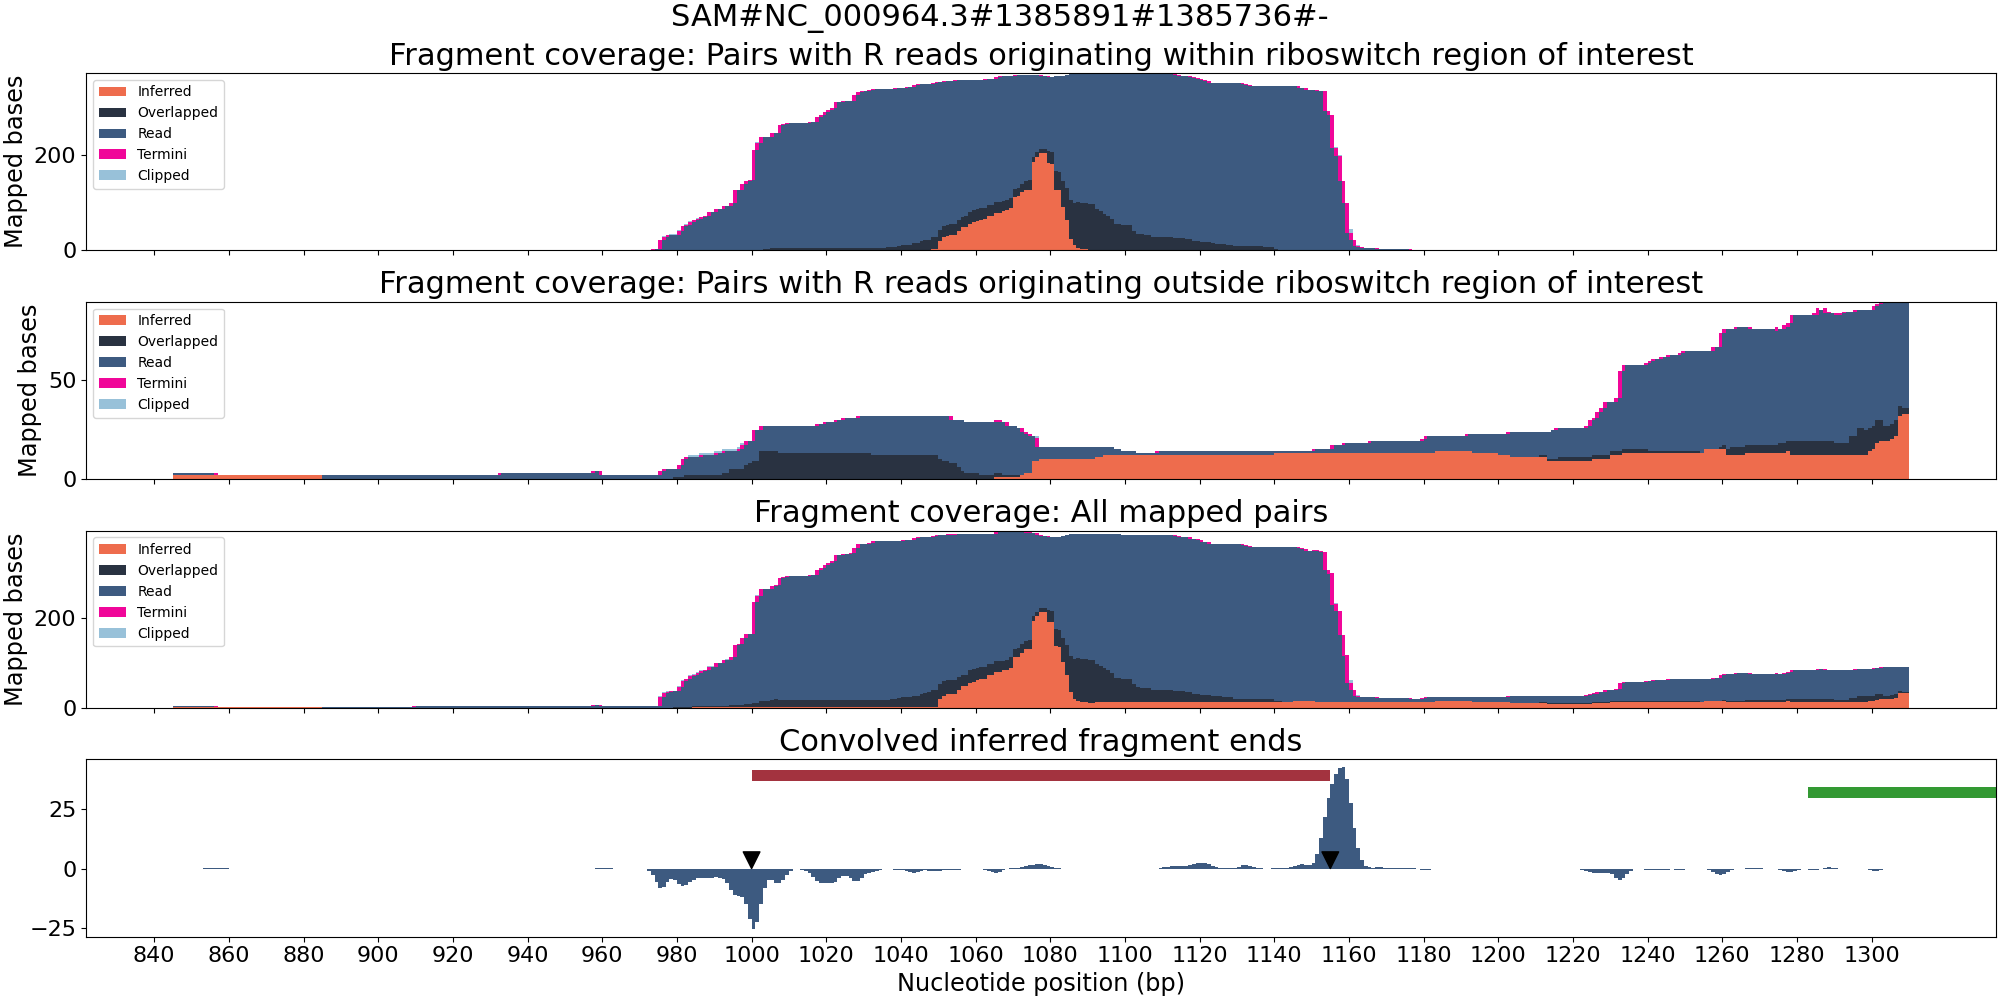 SAM#NC_000964.3#1385891#1385736#-
Fragment coverage: Pairs with R reads originating within riboswitch region of interest
Mapped bases
200
0
Inferred
Overlapped
Read
Termini
Clipped
Fragment coverage: Pairs with R reads originating outside riboswitch region of interest
Mapped bases
50
0
Inferred
Overlapped
Read
Termini
Clipped
Fragment coverage: All mapped pairs
Mapped bases
200
0
Inferred
Overlapped
Read
Termini
Clipped
Convolved inferred fragment ends
25
0
−25
840 860 880 900 920 940 960 980 1000 1020 1040 1060 1080 1100 1120 1140 1160 1180 1200 1220 1240 1260 1280 1300
Nucleotide position (bp)